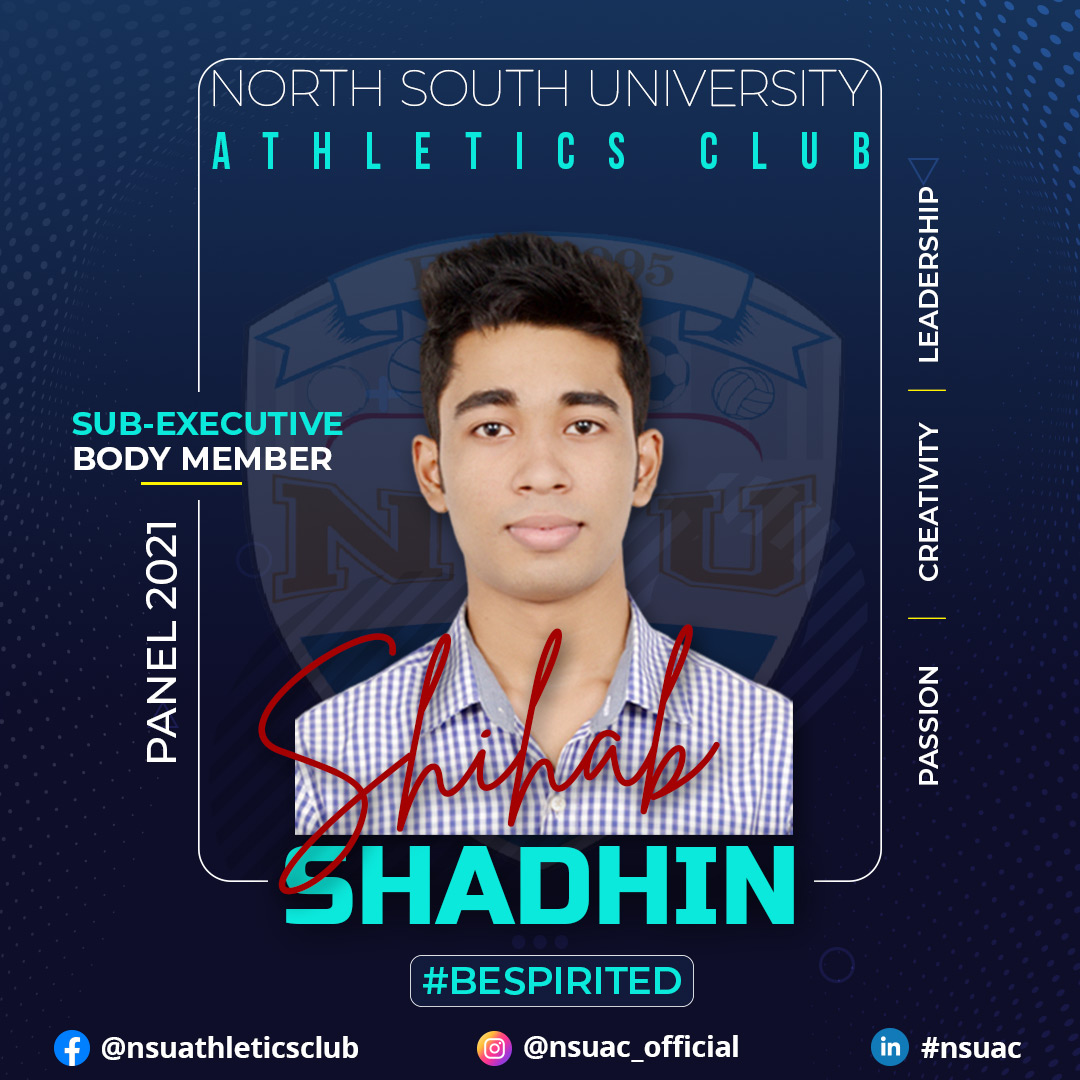 NORTH SOUTH UNIVERSITY
ATHLETICS CLUB
SUB-EXECUTIVE
BODY MEMBER
PANEL 2021
LEADERSHIP
CREATIVITY
PASSION
N U
Shihab
SHADHIN
#BESPIRITED
@nsuathleticsclub
@nsuac_official
in
#nsuac